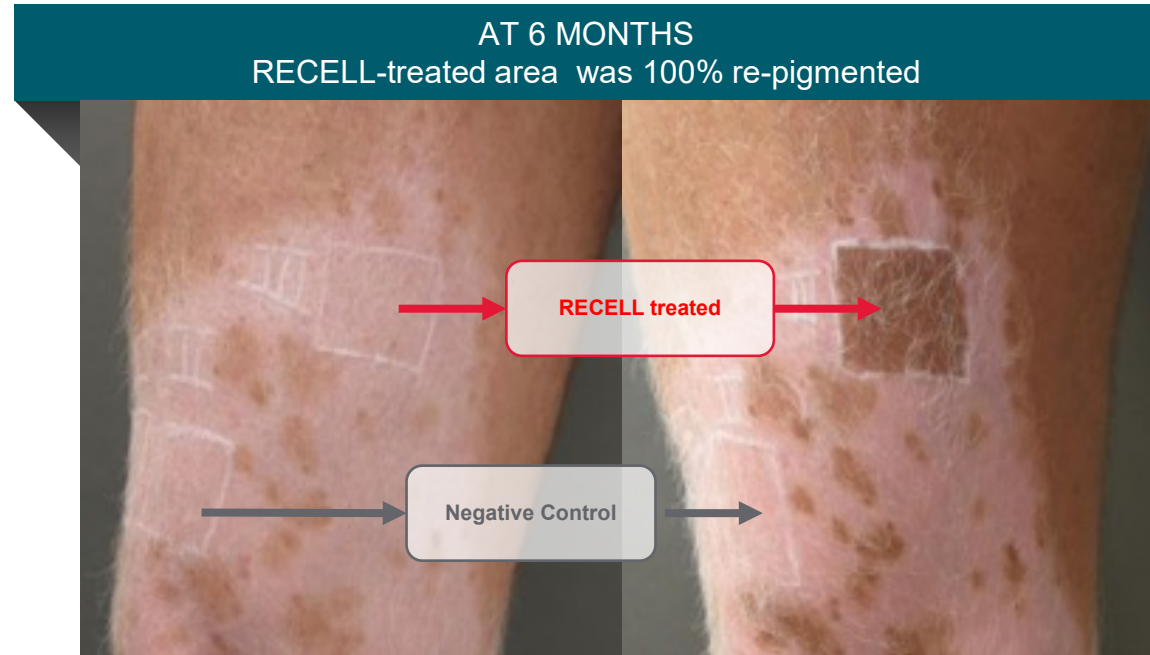 AT 6 MONTHS
RECELL-treated area  was 100% re-pigmented
RECELL treated
Negative Control